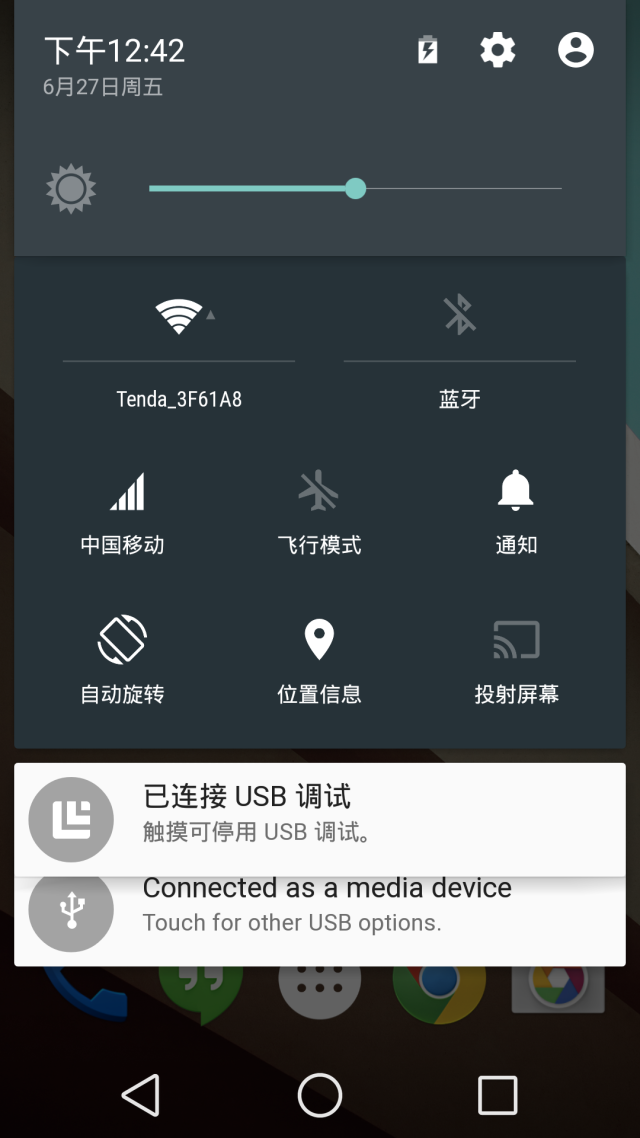 下午12:42
6月27日周五
Tenda_3F61A8
蓝牙
中国移动
飞行模式
通知
自动旋转
位置信息
投射屏幕
已连接 USB 调试
触摸可停用 USB 调试。
Connected as a media device
Touch for other USB options.